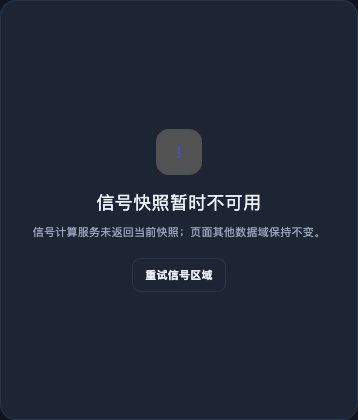 !
信号快照暂时不可用
信号计算服务未返回当前快照；页面其他数据域保持不变。
重试信号区域